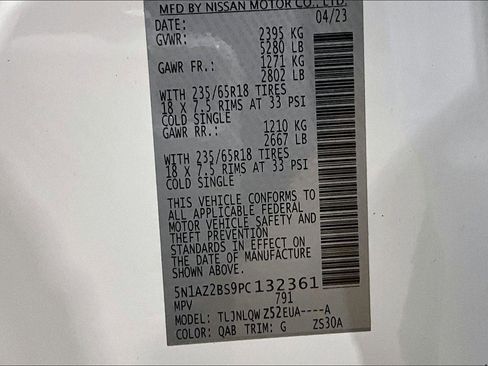 MFD BY NISSAN MOTOR CO., LTD.
DATE: 04/23
GVWR: 2395 KG
5280 LB
GAWR FR.: 1271 KG
2802 LB
WITH 235/65R18 TIRES
18 X 7.5 RIMS AT 33 PSI
COLD SINGLE
GAWR RR.: 1210 KG
2667 LB
WITH 235/65R18 TIRES
18 X 7.5 RIMS AT 33 PSI
COLD SINGLE
THIS VEHICLE CONFORMS TO
ALL APPLICABLE FEDERAL
MOTOR VEHICLE SAFETY AND
THEFT PREVENTION
STANDARDS IN EFFECT ON
THE DATE OF MANUFACTURE
SHOWN ABOVE.
5N1AZ2BS9PC132361
MPV 791
MODEL: TLJNLQW Z52EUA----A
COLOR: QAB TRIM: G ZS30A